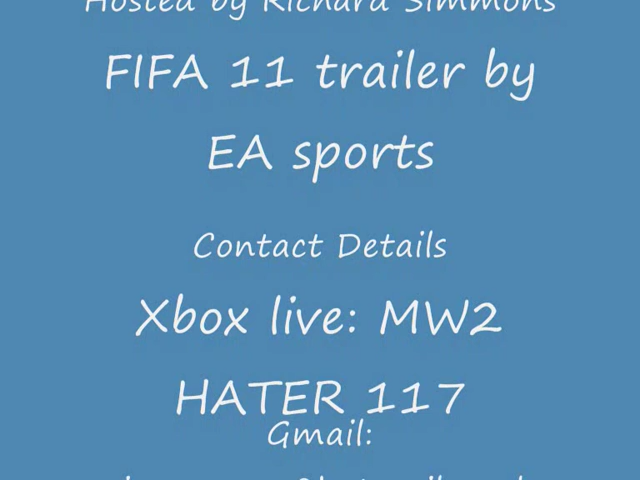 Hosted by Richard Simmons
FIFA 11 trailer by
EA sports
Contact Details
Xbox live: MW2
HATER 117
Gmail: